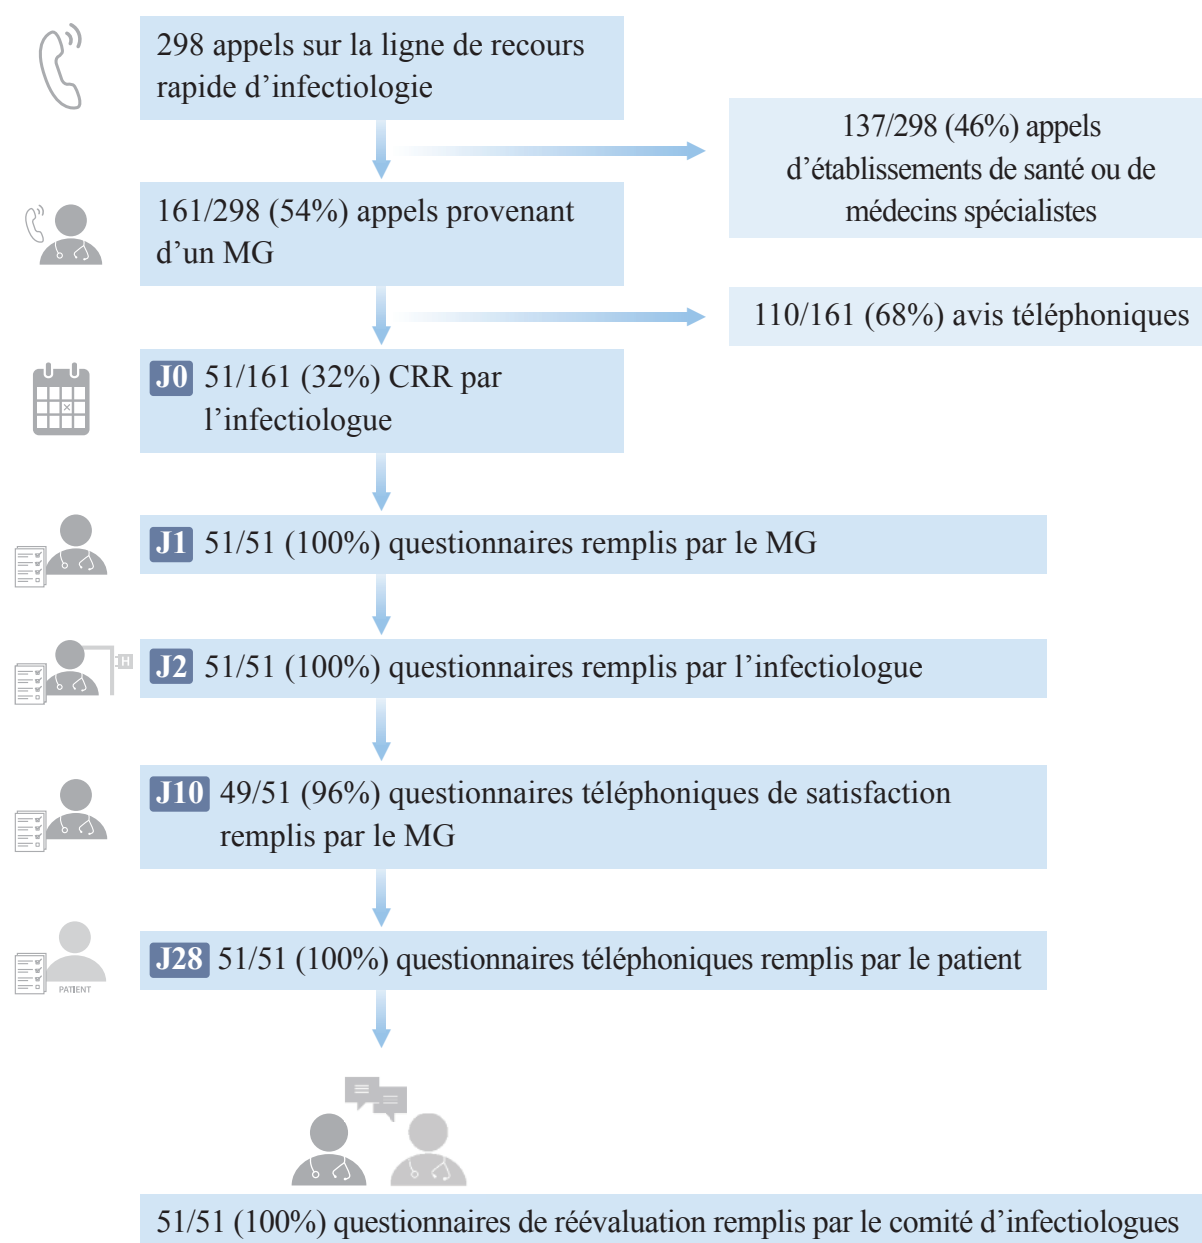 298 appels sur la ligne de recours
rapide d’infectiologie
137/298 (46%) appels
d’établissements de santé ou de
médecins spécialistes
161/298 (54%) appels provenant
d’un MG
110/161 (68%) avis téléphoniques
J0 51/161 (32%) CRR par
l’infectiologue
J1 51/51 (100%) questionnaires remplis par le MG
H
J2 51/51 (100%) questionnaires remplis par l’infectiologue
J10 49/51 (96%) questionnaires téléphoniques de satisfaction
remplis par le MG
J28 51/51 (100%) questionnaires téléphoniques remplis par le patient
PATIENT
51/51 (100%) questionnaires de réévaluation remplis par le comité d’infectiologues